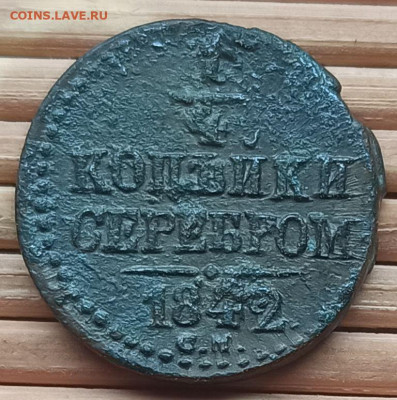 COINS.LAVE.RU
1/4
КОПѢЙКИ
СЕРЕБРОМ
1842
С.М.